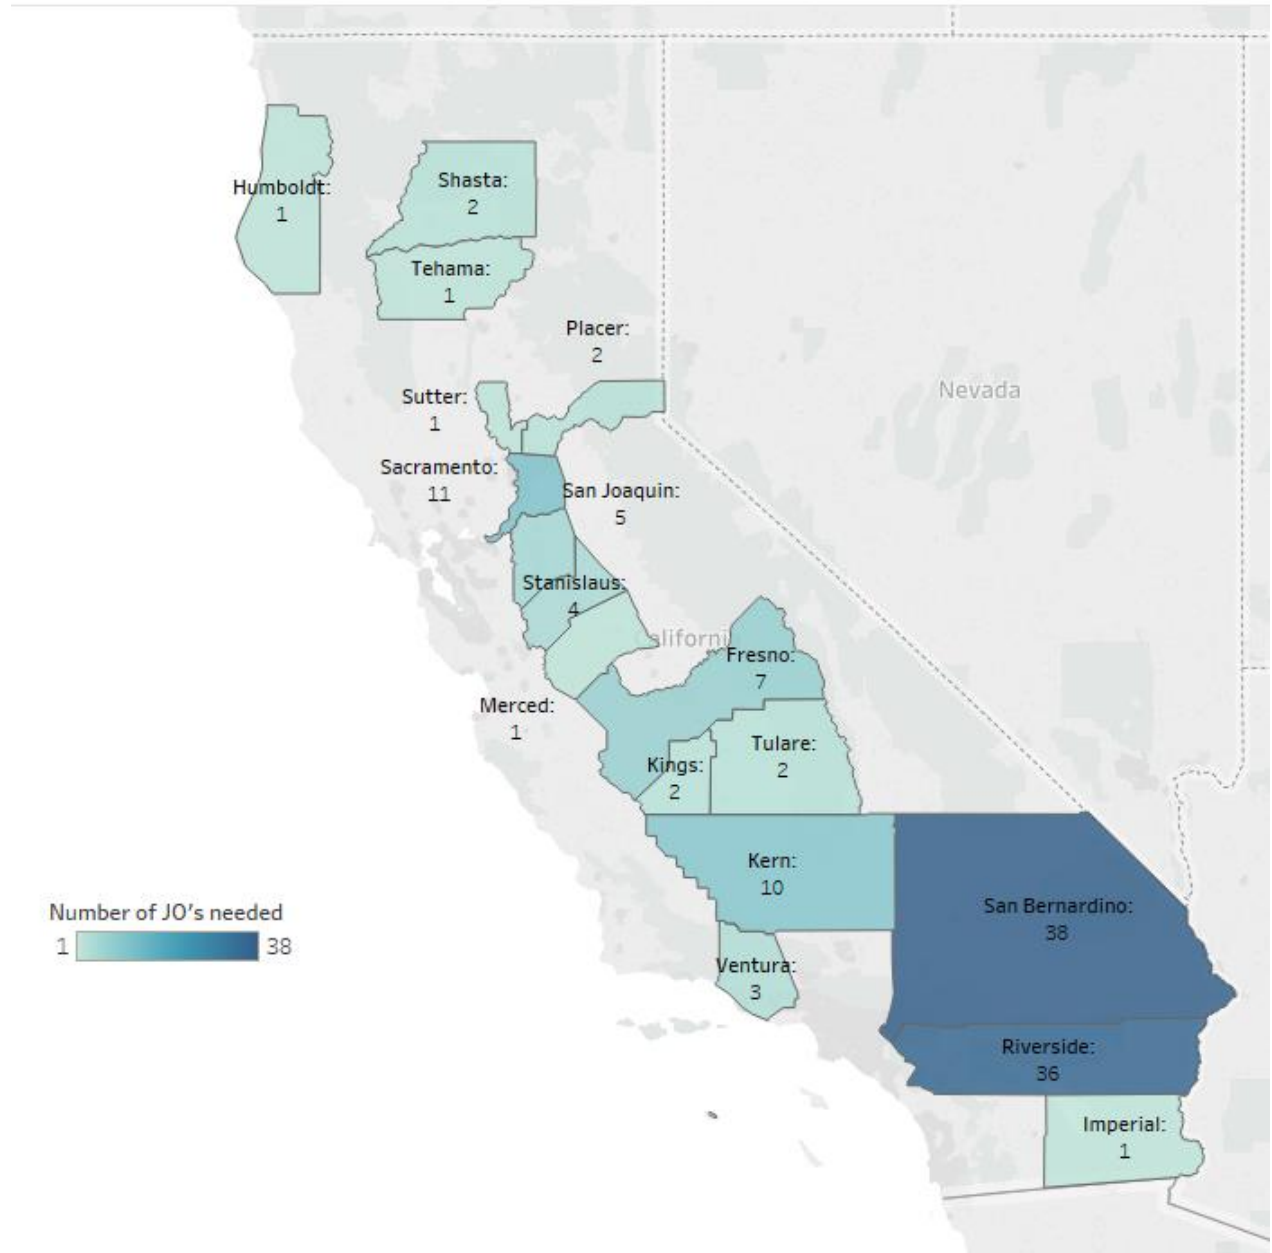 Humboldt:
1
Shasta:
2
Tehama:
1
Placer:
2
Nevada
Sutter:
1
Sacramento:
11
San Joaquin:
5
Stanislaus:
4
Fresno:
7
Merced:
1
Tulare:
2
Kings:
2
Kern:
10
San Bernardino:
38
Number of JO's needed
1 38
Ventura:
3
Riverside:
36
Imperial:
1